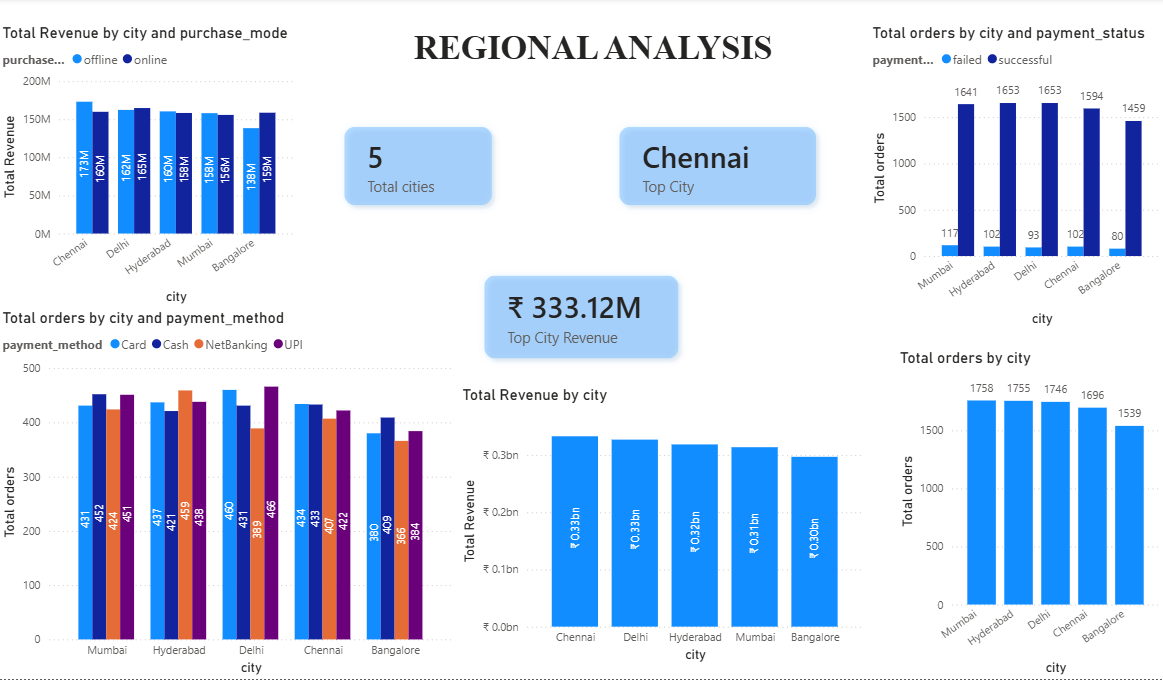 REGIONAL ANALYSIS
Total Revenue by city and purchase_mode
purchase... offline online
Total Revenue
200M
150M
100M
50M
0M
173M 160M 162M 165M 160M 158M 158M 156M 138M 159M
Chennai Delhi Hyderabad Mumbai Bangalore
city
5
Total cities
Chennai
Top City
₹ 333.12M
Top City Revenue
Total orders by city and payment_status
payment... failed successful
Total orders
1500
1000
500
0
117 1641 102 1653 93 1653 102 1594 80 1459
Mumbai Hyderabad Delhi Chennai Bangalore
city
Total orders by city and payment_method
payment_method Card Cash NetBanking UPI
Total orders
500
400
300
200
100
0
431 452 424 451 437 421 459 438 460 431 389 466 434 433 407 422 380 409 366 384
Mumbai Hyderabad Delhi Chennai Bangalore
city
Total Revenue by city
Total Revenue
₹ 0.3bn
₹ 0.2bn
₹ 0.1bn
₹ 0.0bn
₹ 0.33bn ₹ 0.33bn ₹ 0.32bn ₹ 0.31bn ₹ 0.30bn
Chennai Delhi Hyderabad Mumbai Bangalore
city
Total orders by city
Total orders
1500
1000
500
0
1758 1755 1746 1696 1539
Mumbai Hyderabad Delhi Chennai Bangalore
city